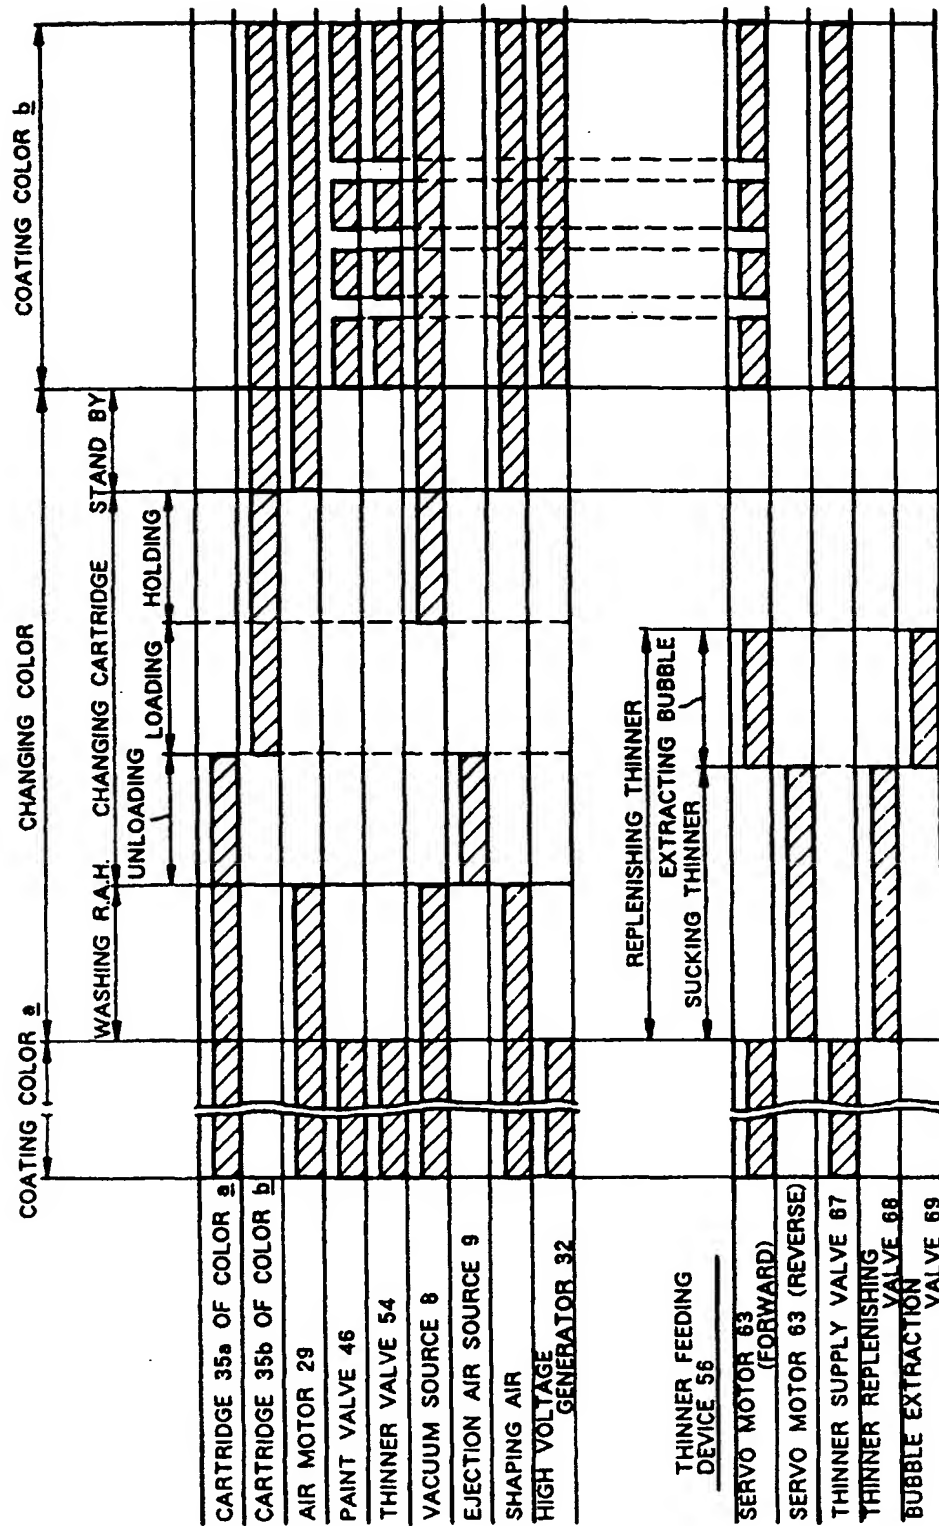 COATING COLOR a
CHANGING COLOR
COATING COLOR b
WASHING R.A.H.
CHANGING CARTRIDGE
STAND BY
UNLOADING
LOADING
HOLDING
CARTRIDGE 35a OF COLOR a
CARTRIDGE 35b OF COLOR b
AIR MOTOR 29
PAINT VALVE 46
THINNER VALVE 54
VACUUM SOURCE 8
EJECTION AIR SOURCE 9
SHAPING AIR
HIGH VOLTAGE
GENERATOR 32
REPLENISHING THINNER
EXTRACTING BUBBLE
SUCKING THINNER
THINNER FEEDING
DEVICE 56
SERVO MOTOR 63
(FORWARD)
SERVO MOTOR 63 (REVERSE)
THINNER SUPPLY VALVE 67
THINNER REPLENISHING
VALVE 68
BUBBLE EXTRACTION
VALVE 69